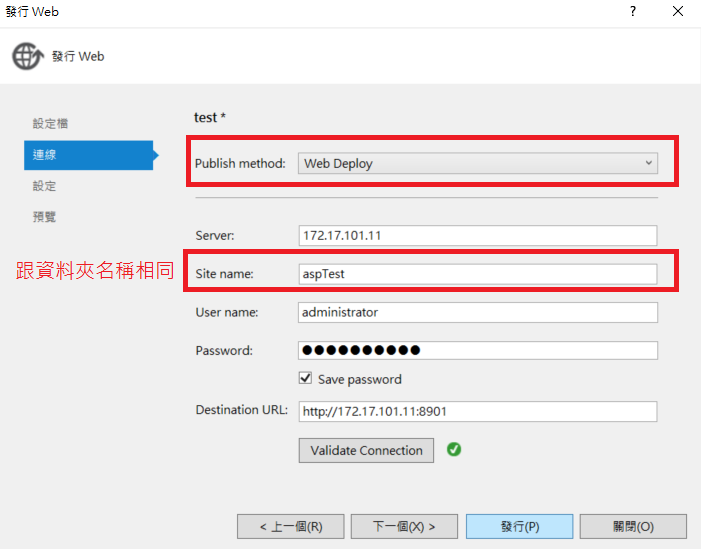 發行 Web
? ×
發行 Web
設定檔
連線
設定
預覽
test *
Publish method: Web Deploy
Server: 172.17.101.11
跟資料夾名稱相同
Site name: aspTest
User name: administrator
Password: ●●●●●●●●●●
Save password
Destination URL: http://172.17.101.11:8901
Validate Connection
< 上一個(R) 下一個(X) > 發行(P) 關閉(O)